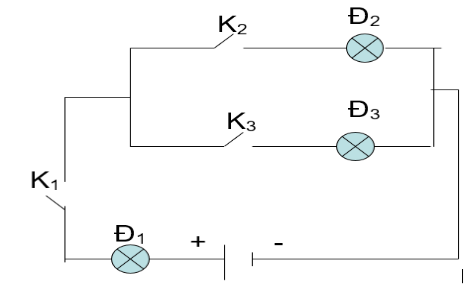 K₂ Đ₂
K₃ Đ₃
K₁
Đ₁ + -